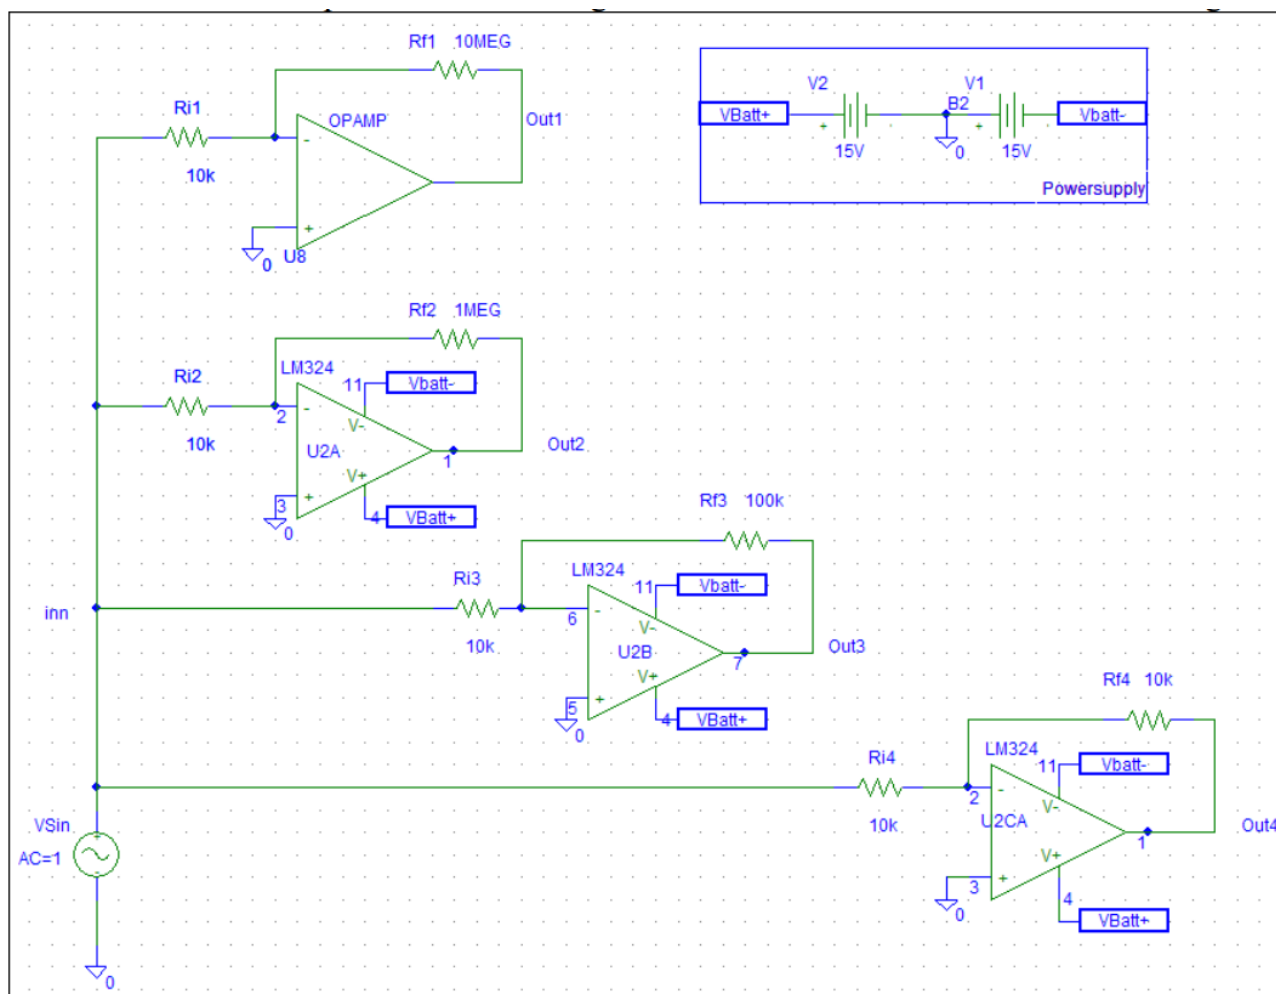 Rf1 10MEG
Ri1
OPAMP
-
Out1
10k
+
0
U8
V2
V1
VBatt+
+
B2
+
Vbatt-
15V
0
15V
Powersupply
Rf2 1MEG
LM324
Ri2
11
Vbatt-
2
-
V-
10k
U2A
1
Out2
V+
3
+
0
4
VBatt+
Rf3 100k
LM324
Ri3
11
Vbatt-
inn
6
-
V-
10k
U2B
7
Out3
V+
5
+
0
4
VBatt+
Rf4 10k
LM324
Ri4
11
Vbatt-
2
-
V-
10k
U2CA
1
Out4
V+
3
+
0
4
VBatt+
VSin
+
AC=1
-
0